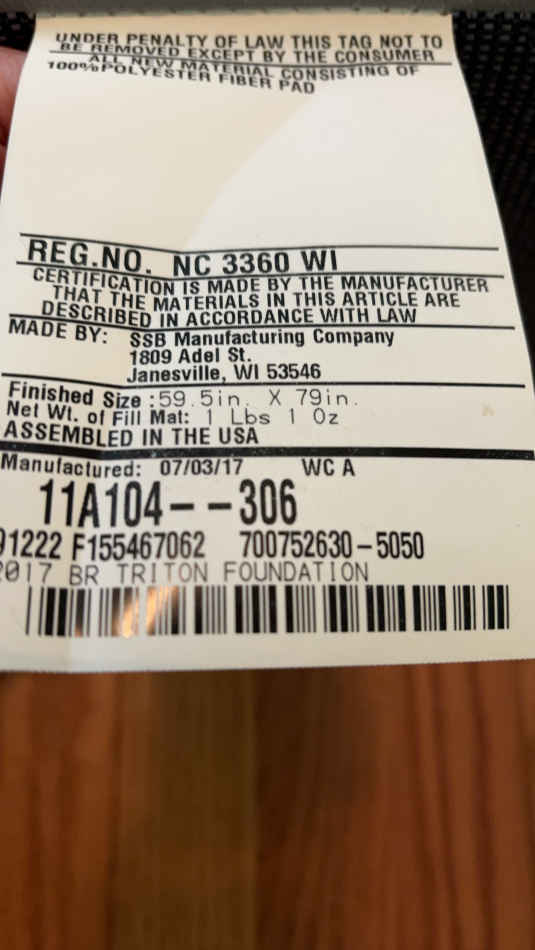 UNDER PENALTY OF LAW THIS TAG NOT TO
BE REMOVED EXCEPT BY THE CONSUMER
ALL NEW MATERIAL CONSISTING OF
100%POLYESTER FIBER PAD
REG.NO. NC 3360 WI
CERTIFICATION IS MADE BY THE MANUFACTURER
THAT THE MATERIALS IN THIS ARTICLE ARE
DESCRIBED IN ACCORDANCE WITH LAW
MADE BY: SSB Manufacturing Company
1809 Adel St.
Janesville, WI 53546
Finished Size :59.5in. X 79in.
Net Wt. of Fill Mat: 1 Lbs 1 Oz
ASSEMBLED IN THE USA
Manufactured: 07/03/17 WC A
11A104--306
91222 F155467062 700752630-5050
2017 BR TRITON FOUNDATION